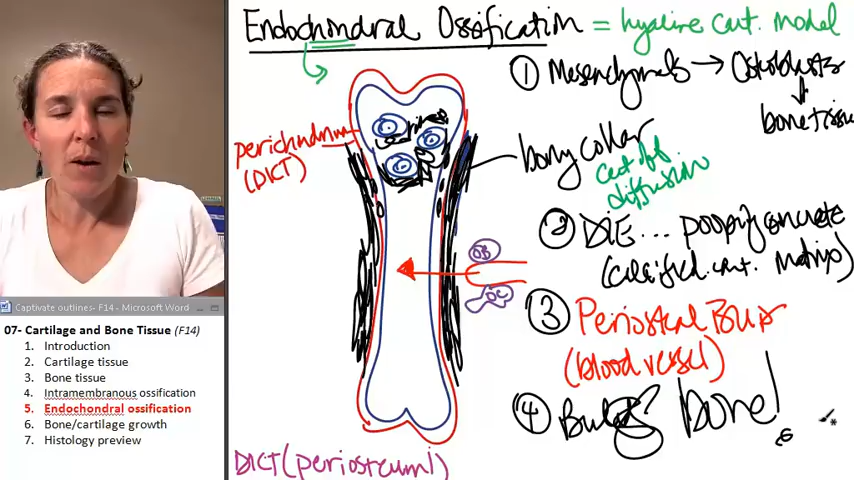 Endochondral Ossification = hyaline cart. model
① Mesenchymals → Osteoblasts
↓
bone tissue
perichondrium
(DICT)
bony collar
cut off
diffusion
② DIE... pooping concrete
(calcified cart. matrix)
OB
OC
③ Periosteal Bud
(blood vessel)
④ Build bone!
DICT (periosteum!)
Captivate outlines- F14 - Microsoft Word
07- Cartilage and Bone Tissue (F14)
1. Introduction
2. Cartilage tissue
3. Bone tissue
4. Intramembranous ossification
5. Endochondral ossification
6. Bone/cartilage growth
7. Histology preview